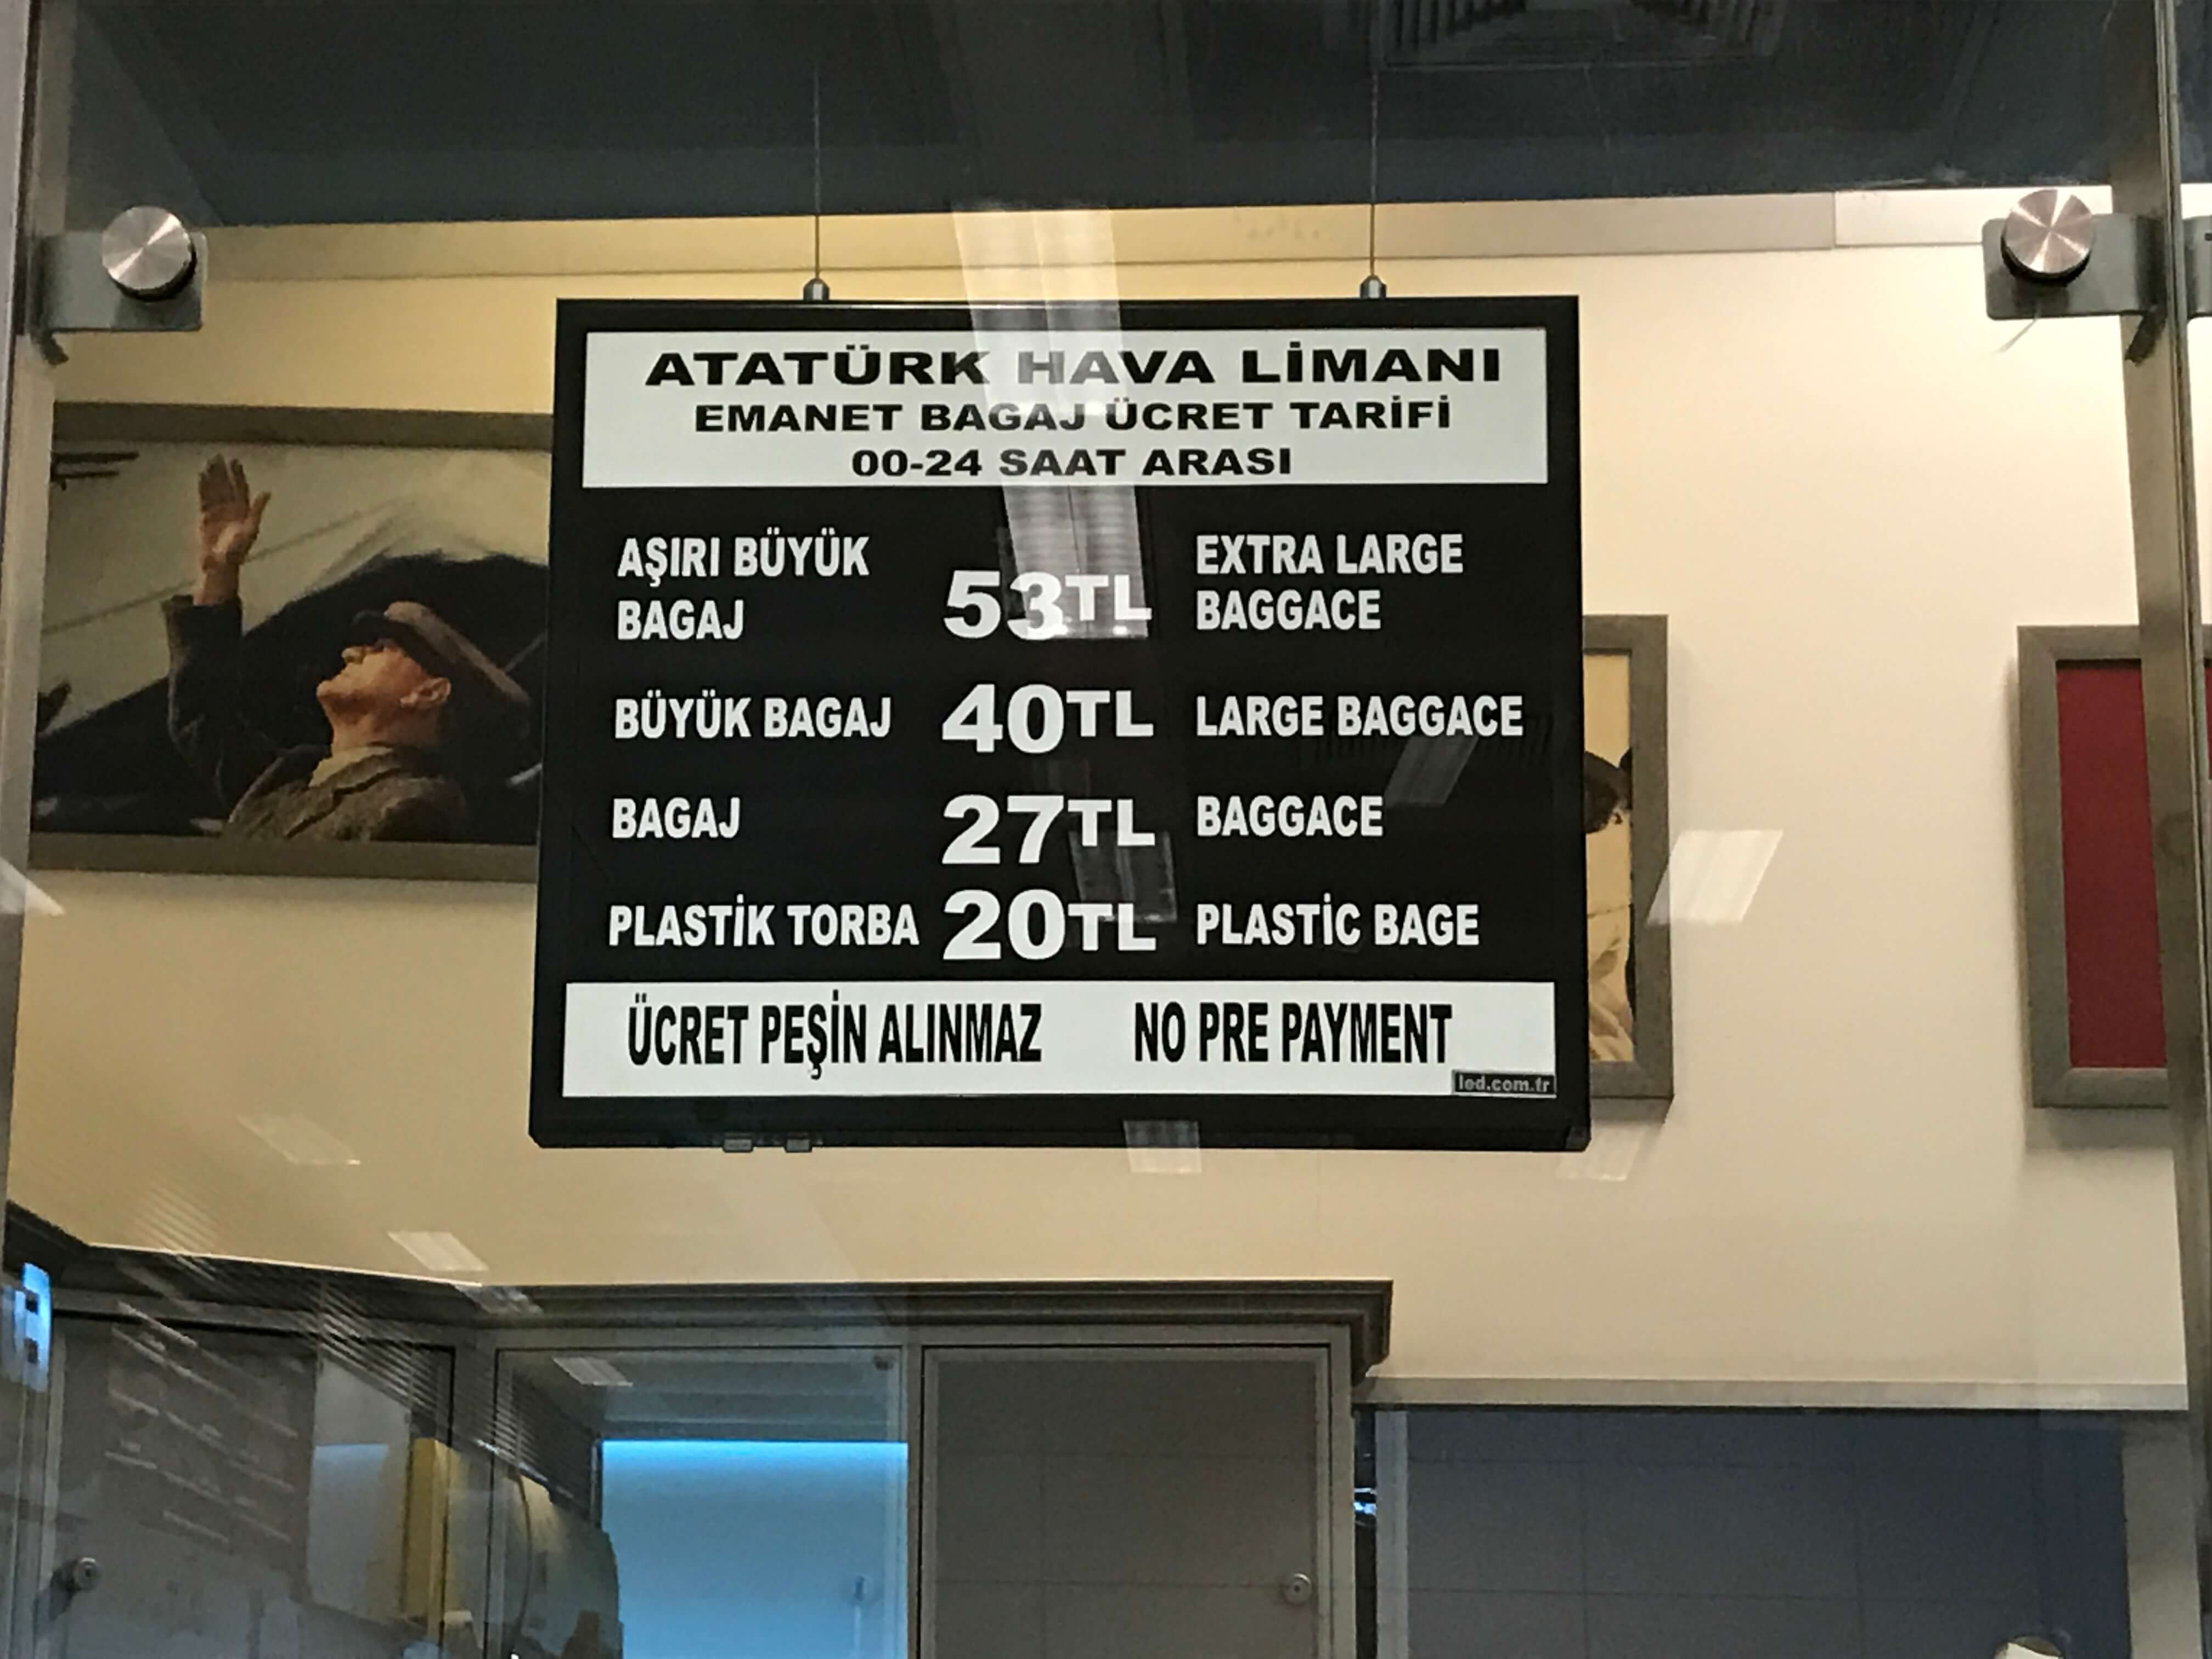 ATATÜRK HAVA LİMANI
EMANET BAGAJ ÜCRET TARİFİ
00-24 SAAT ARASI
AŞIRI BÜYÜK
BAGAJ
53TL
EXTRA LARGE
BAGGACE
BÜYÜK BAGAJ 40TL LARGE BAGGACE
BAGAJ 27TL BAGGACE
PLASTİK TORBA 20TL PLASTİC BAGE
ÜCRET PEŞİN ALINMAZ NO PRE PAYMENT
led.com.tr